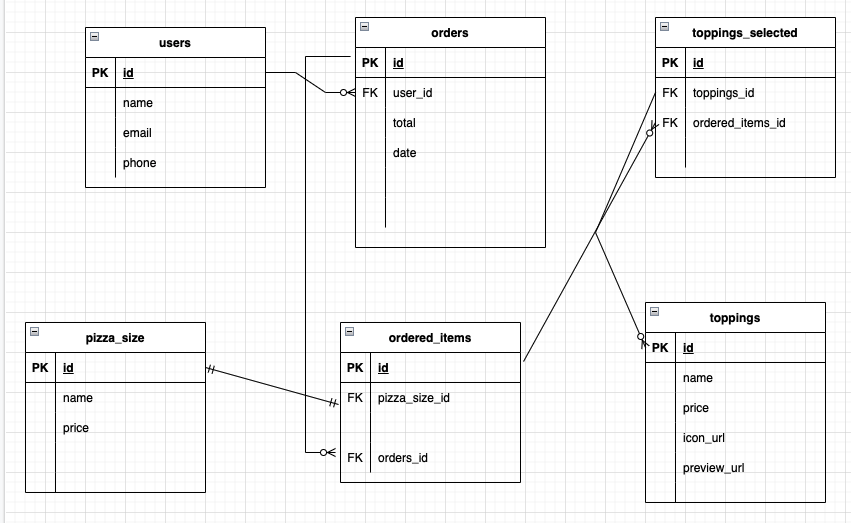 users
PK id
name
email
phone
orders
PK id
FK user_id
total
date
toppings_selected
PK id
FK toppings_id
FK ordered_items_id
pizza_size
PK id
name
price
ordered_items
PK id
FK pizza_size_id
FK orders_id
toppings
PK id
name
price
icon_url
preview_url